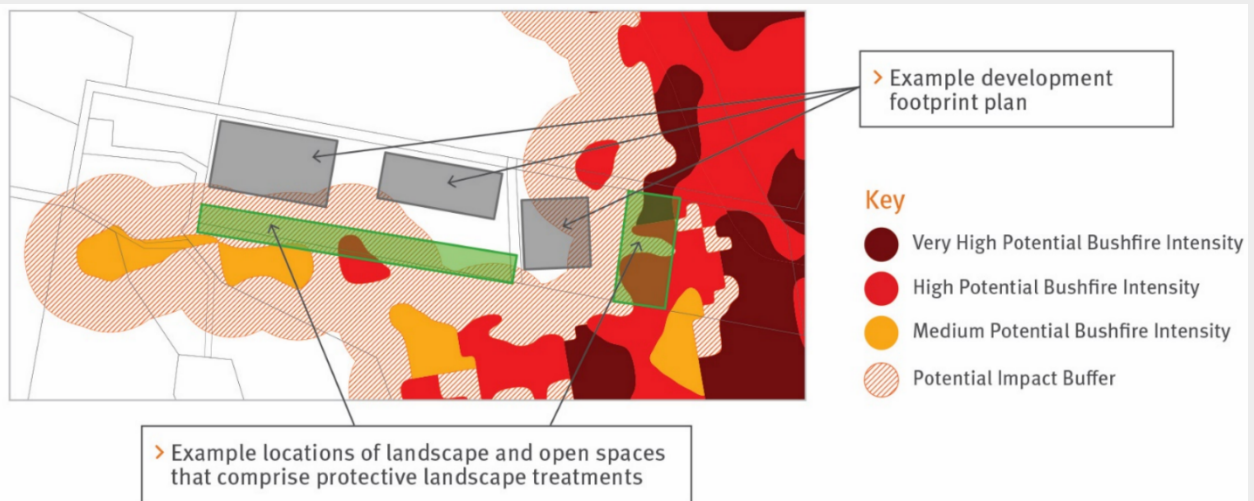 > Example development
footprint plan
Key
Very High Potential Bushfire Intensity
High Potential Bushfire Intensity
Medium Potential Bushfire Intensity
Potential Impact Buffer
> Example locations of landscape and open spaces
that comprise protective landscape treatments